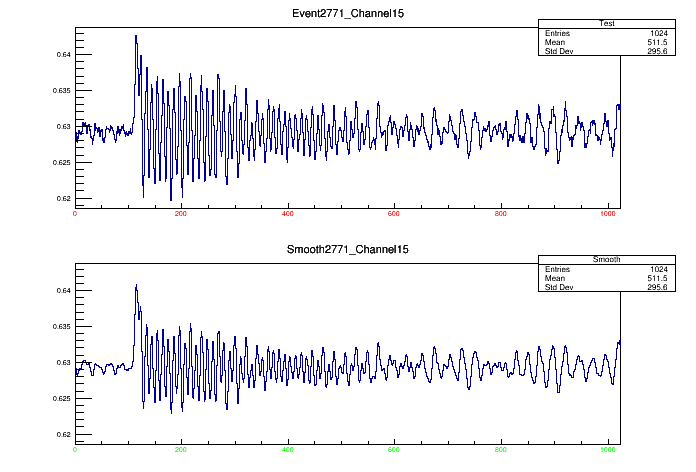 Event2771_Channel15
Test
Entries 1024
Mean 511.5
Std Dev 295.6
0.64
0.635
0.63
0.625
0.62
0 200 400 600 800 1000
Smooth2771_Channel15
Smooth
Entries 1024
Mean 511.5
Std Dev 295.6
0.64
0.635
0.63
0.625
0.62
0 200 400 600 800 1000